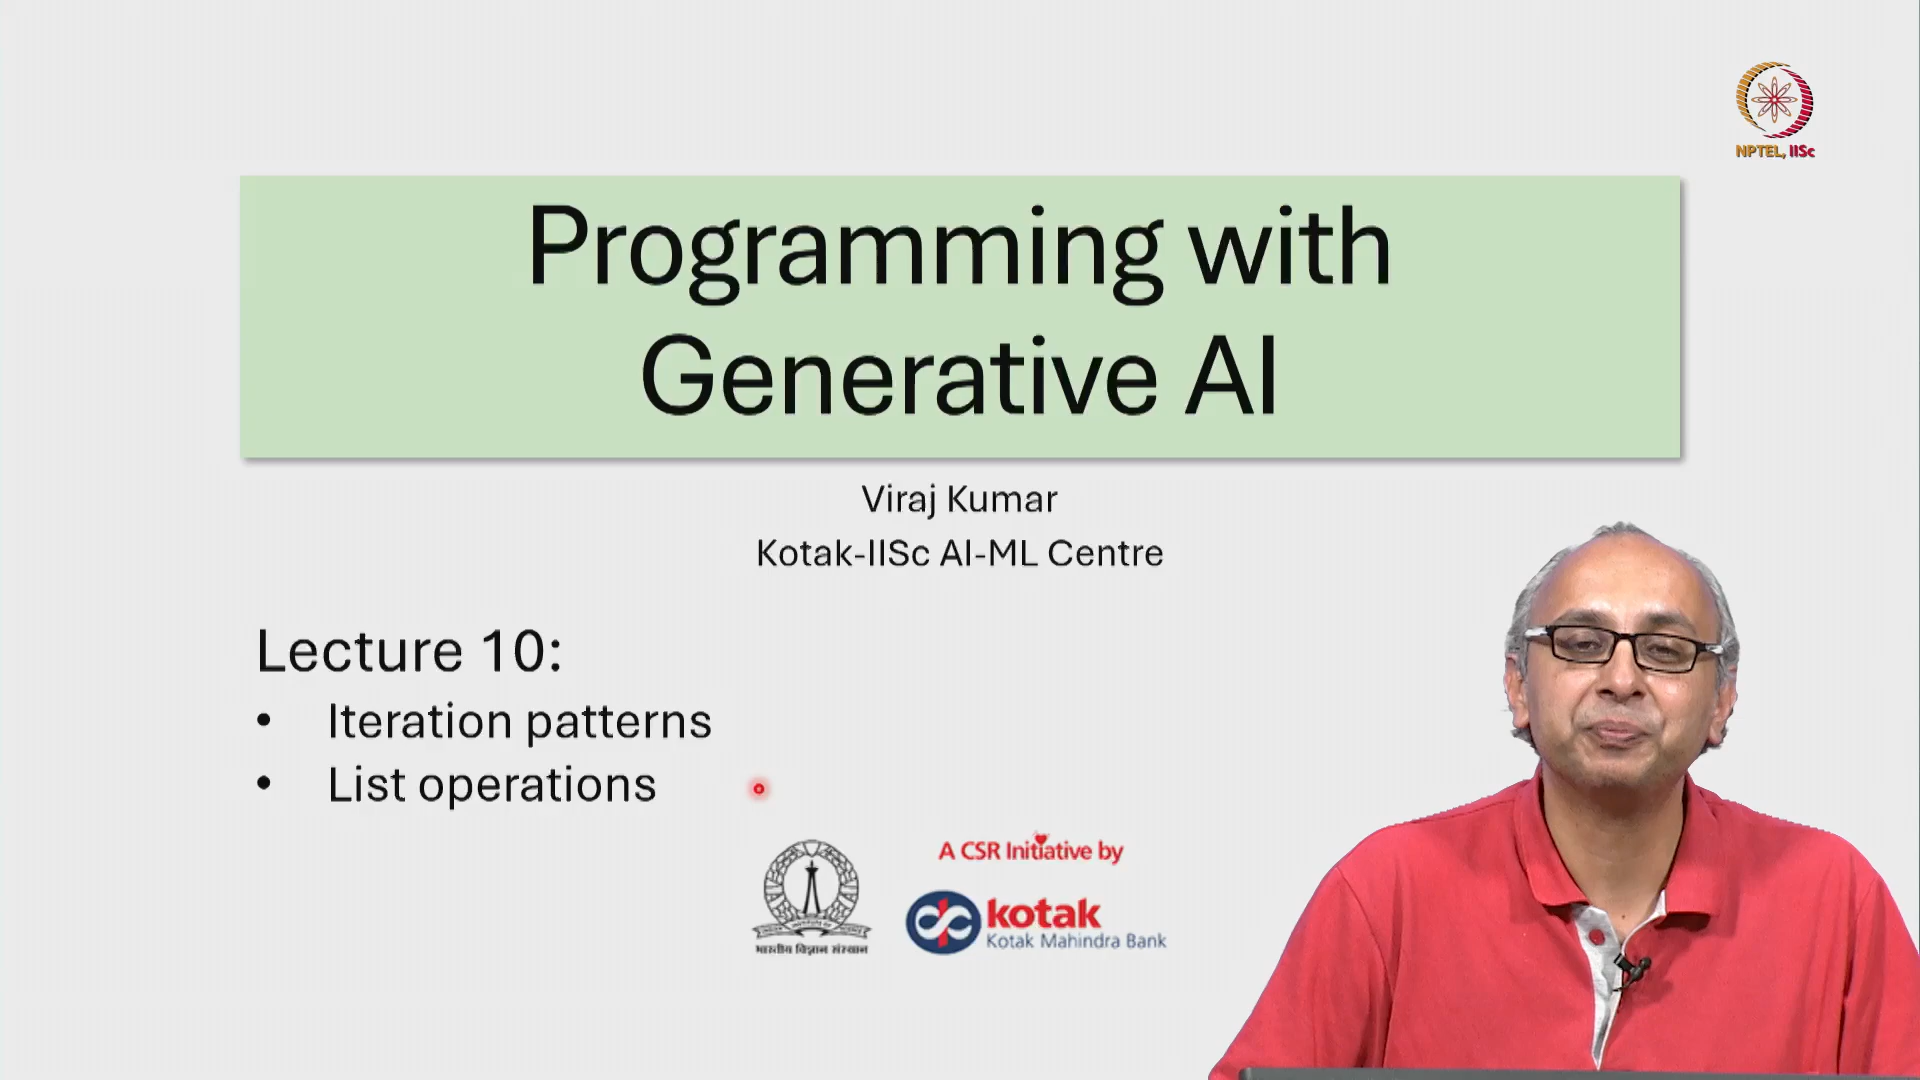 NPTEL, IISc
Programming with
Generative AI
Viraj Kumar
Kotak-IISc AI-ML Centre
Lecture 10:
• Iteration patterns
• List operations
A CSR Initiative by
kotak
Kotak Mahindra Bank
भारतीय विज्ञान संस्थान